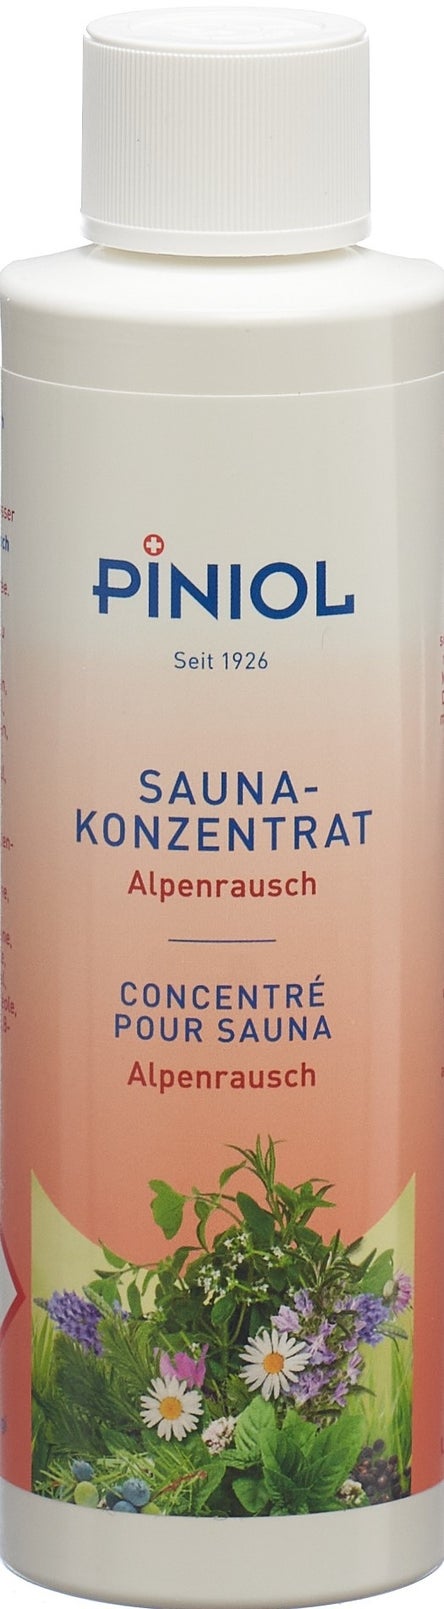 PINIOL
Seit 1926
SAUNA-
KONZENTRAT
Alpenrausch
CONCENTRÉ
POUR SAUNA
Alpenrausch